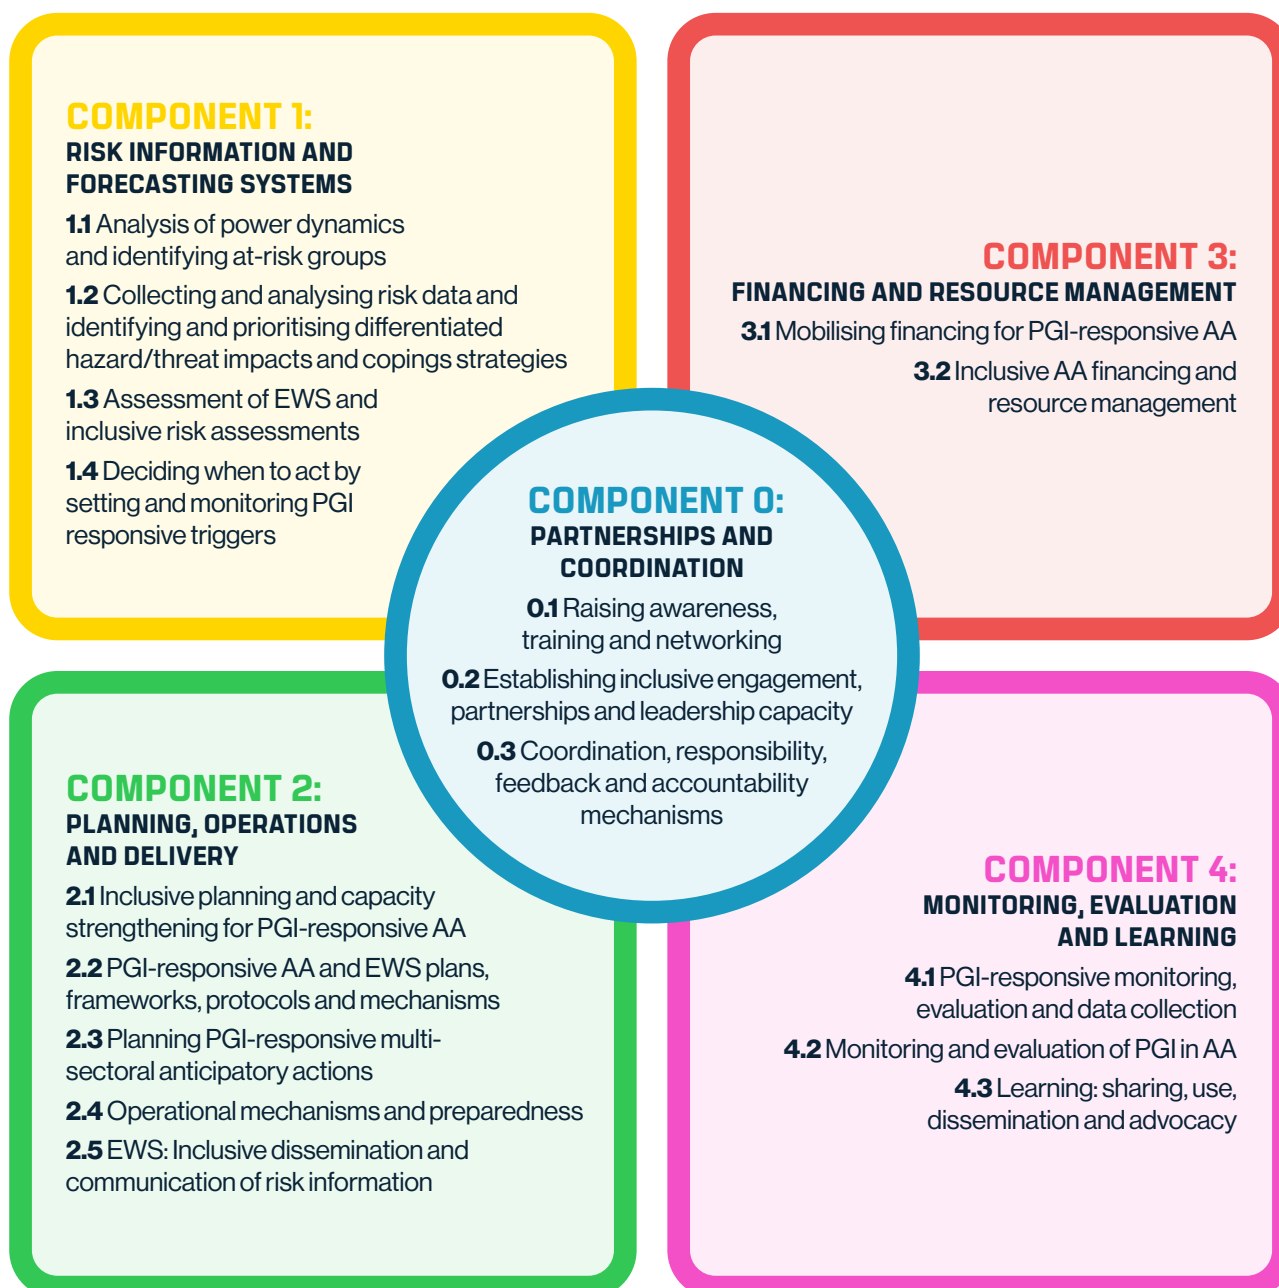 COMPONENT 1:
RISK INFORMATION AND
FORECASTING SYSTEMS
1.1 Analysis of power dynamics
and identifying at-risk groups
1.2 Collecting and analysing risk data and
identifying and prioritising differentiated
hazard/threat impacts and copings strategies
1.3 Assessment of EWS and
inclusive risk assessments
1.4 Deciding when to act by
setting and monitoring PGI
responsive triggers
COMPONENT 3:
FINANCING AND RESOURCE MANAGEMENT
3.1 Mobilising financing for PGI-responsive AA
3.2 Inclusive AA financing and
resource management
COMPONENT 0:
PARTNERSHIPS AND
COORDINATION
0.1 Raising awareness,
training and networking
0.2 Establishing inclusive engagement,
partnerships and leadership capacity
0.3 Coordination, responsibility,
feedback and accountability
mechanisms
COMPONENT 2:
PLANNING, OPERATIONS
AND DELIVERY
2.1 Inclusive planning and capacity
strengthening for PGI-responsive AA
2.2 PGI-responsive AA and EWS plans,
frameworks, protocols and mechanisms
2.3 Planning PGI-responsive multi-
sectoral anticipatory actions
2.4 Operational mechanisms and preparedness
2.5 EWS: Inclusive dissemination and
communication of risk information
COMPONENT 4:
MONITORING, EVALUATION
AND LEARNING
4.1 PGI-responsive monitoring,
evaluation and data collection
4.2 Monitoring and evaluation of PGI in AA
4.3 Learning: sharing, use,
dissemination and advocacy